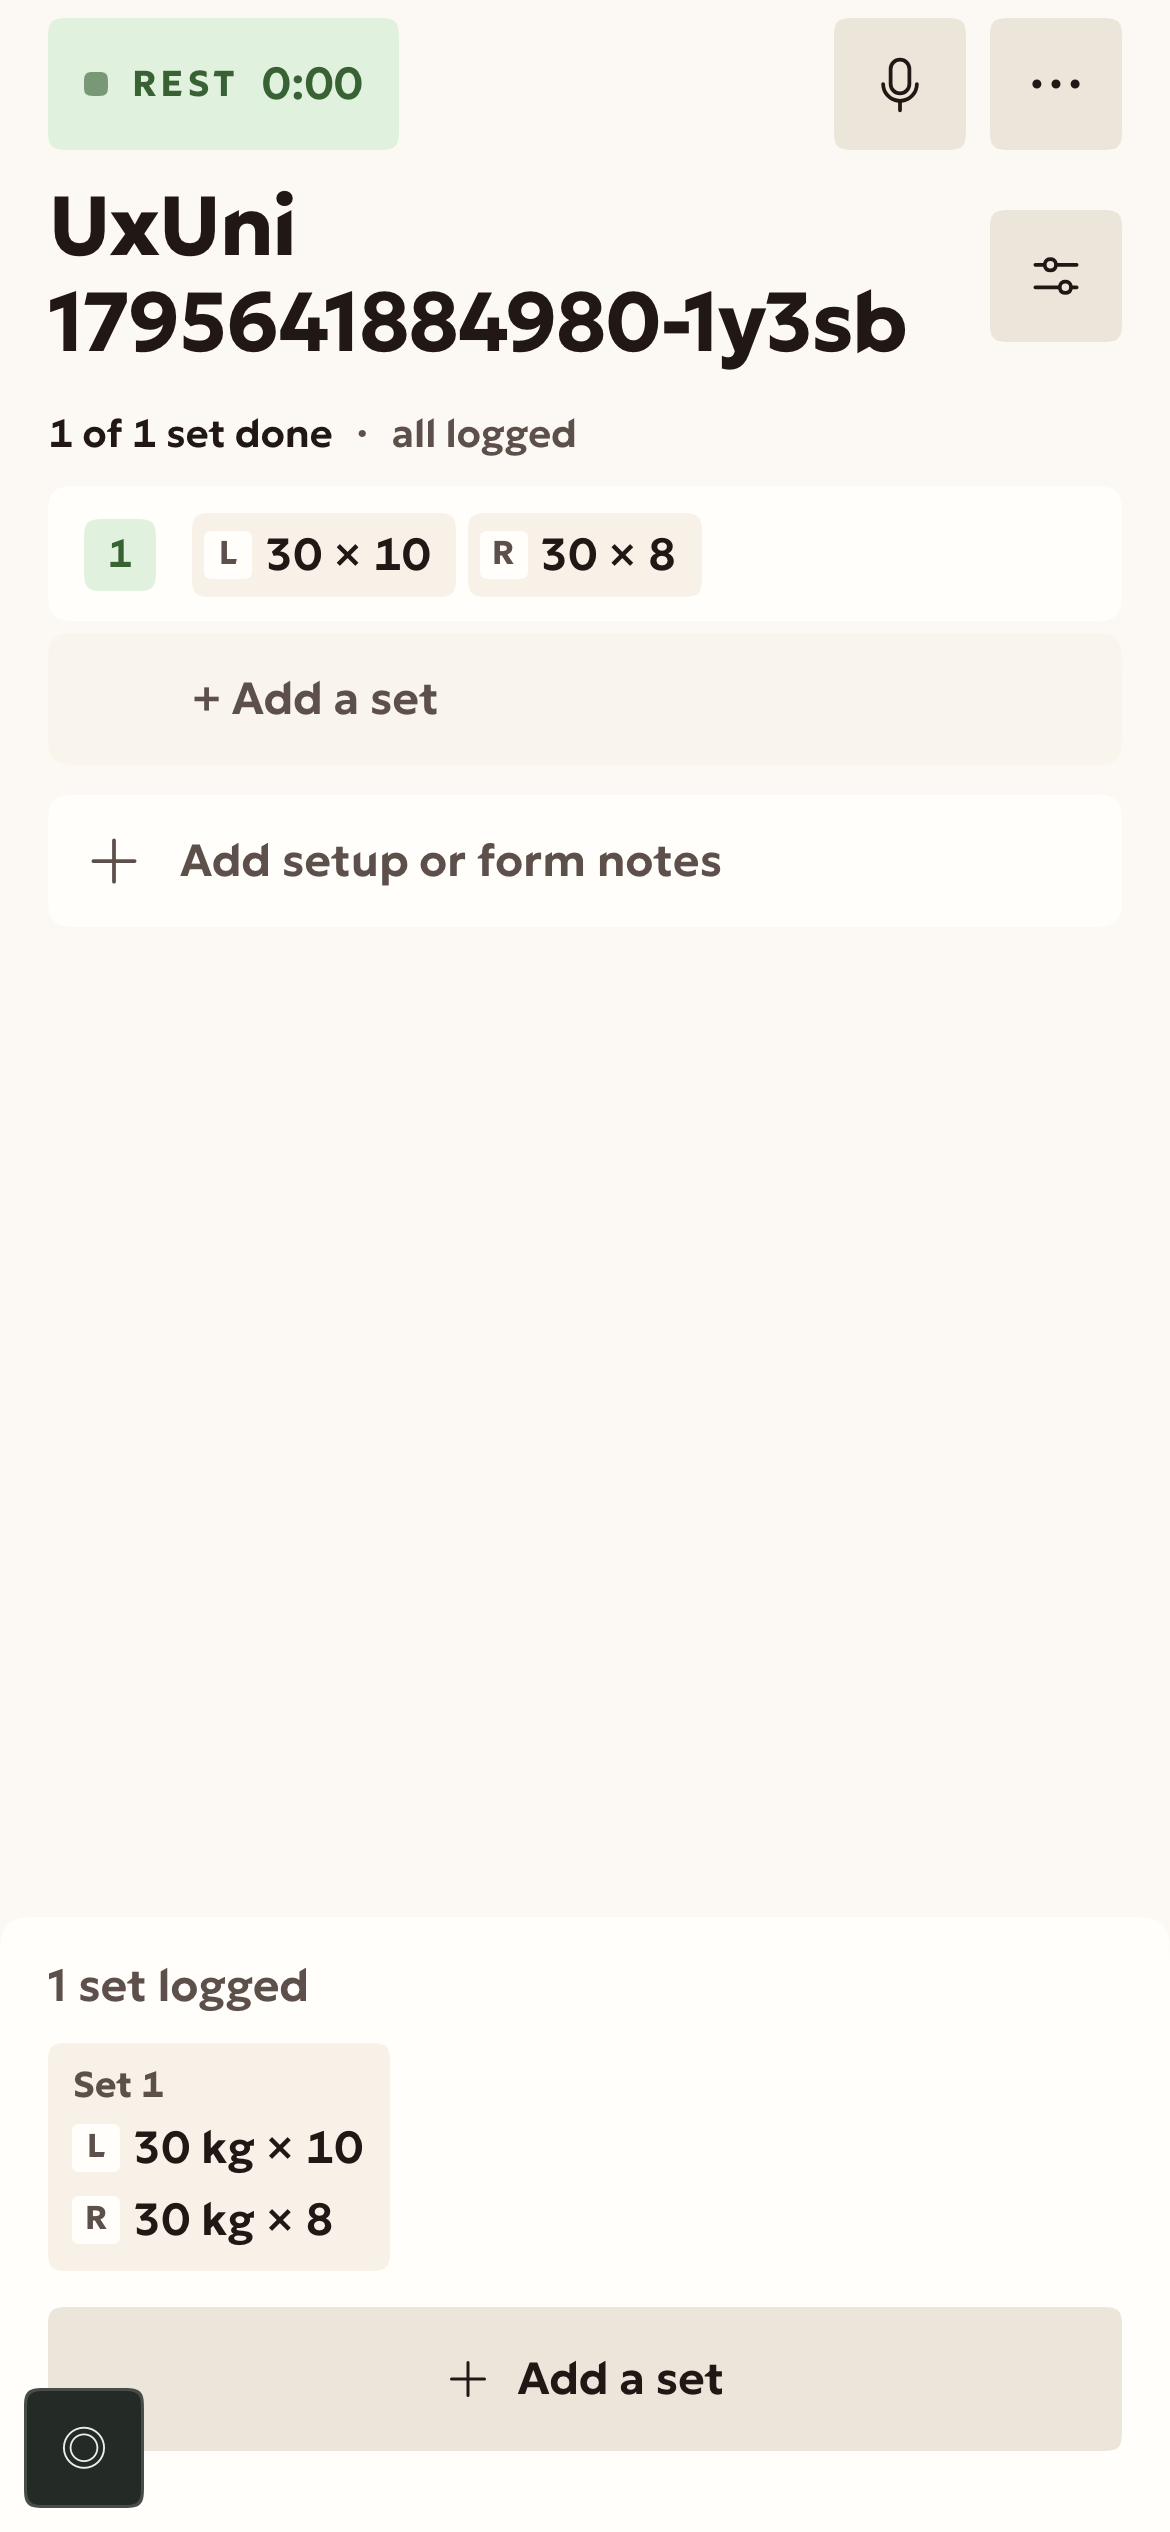 REST 0:00
UxUni
1795641884980-1y3sb
1 of 1 set done · all logged
1 L 30 × 10 R 30 × 8
+ Add a set
Add setup or form notes
1 set logged
Set 1
L 30 kg × 10
R 30 kg × 8
Add a set